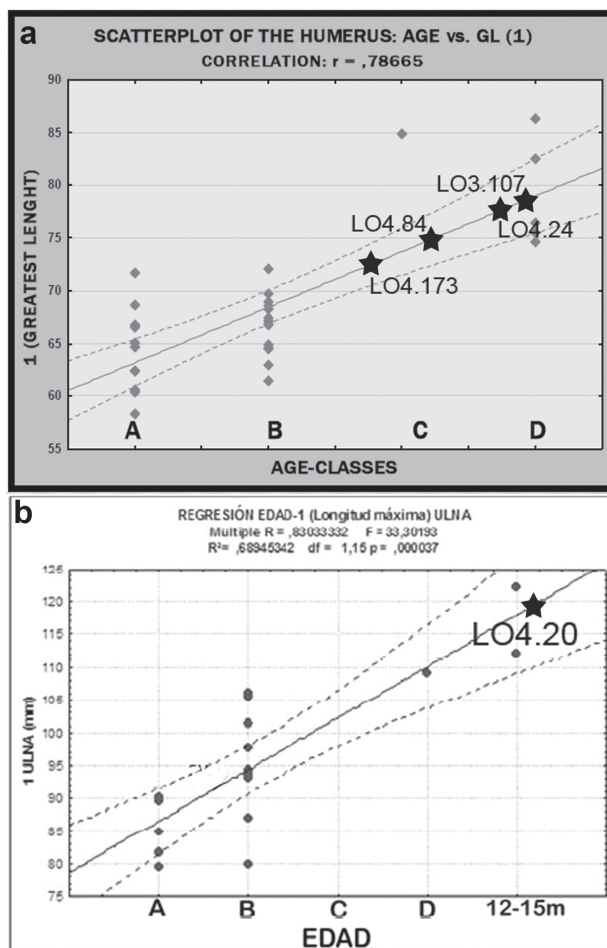 a
SCATTERPLOT OF THE HUMERUS: AGE vs. GL (1)
CORRELATION: r = ,78665
1 (GREATEST LENGHT)
90
85
80
75
70
65
60
55
LO3.107
LO4.84
LO4.24
LO4.173
A B C D
AGE-CLASSES
b
REGRESIÓN EDAD-1 (Longitud máxima) ULNA
Multiple R = ,83033332 F = 33,30193
R²= ,68945342 df = 1,15 p= ,000037
1 ULNA (mm)
125
120
115
110
105
100
95
90
85
80
75
LO4.20
A B C D 12-15m
EDAD